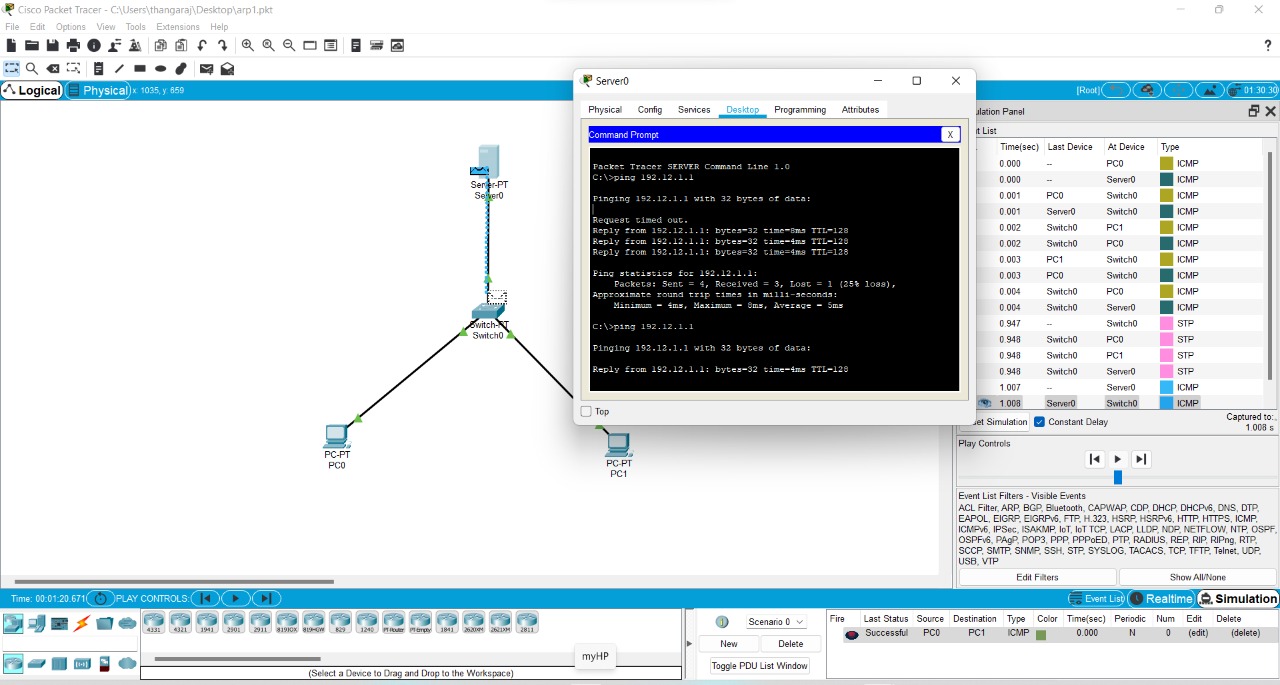 Cisco Packet Tracer - C:\Users\thangaraj\Desktop\arp1.pkt
File Edit Options View Tools Extensions Help
?
Logical Physical x: 1035, y: 659
[Root] 01:30:30
Server-PT
Server0
Switch-PT
Switch0
PC-PT
PC0
PC-PT
PC1
Server0
Physical Config Services Desktop Programming Attributes
Command Prompt
X
Packet Tracer SERVER Command Line 1.0
C:\>ping 192.12.1.1
Pinging 192.12.1.1 with 32 bytes of data:
Request timed out.
Reply from 192.12.1.1: bytes=32 time=8ms TTL=128
Reply from 192.12.1.1: bytes=32 time=4ms TTL=128
Reply from 192.12.1.1: bytes=32 time=4ms TTL=128
Ping statistics for 192.12.1.1:
Packets: Sent = 4, Received = 3, Lost = 1 (25% loss),
Approximate round trip times in milli-seconds:
Minimum = 4ms, Maximum = 8ms, Average = 5ms
C:\>ping 192.12.1.1
Pinging 192.12.1.1 with 32 bytes of data:
Reply from 192.12.1.1: bytes=32 time=4ms TTL=128
Top
ulation Panel
t List
Time(sec) Last Device At Device Type
0.000 -- PC0 ICMP
0.000 -- Server0 ICMP
0.001 PC0 Switch0 ICMP
0.001 Server0 Switch0 ICMP
0.002 Switch0 PC1 ICMP
0.002 Switch0 PC0 ICMP
0.003 PC1 Switch0 ICMP
0.003 PC0 Switch0 ICMP
0.004 Switch0 PC0 ICMP
0.004 Switch0 Server0 ICMP
0.947 -- Switch0 STP
0.948 Switch0 PC0 STP
0.948 Switch0 PC1 STP
0.948 Switch0 Server0 STP
1.007 -- Server0 ICMP
1.008 Server0 Switch0 ICMP
et Simulation Constant Delay
Captured to:
1.008 s
Play Controls
Event List Filters - Visible Events
ACL Filter, ARP, BGP, Bluetooth, CAPWAP, CDP, DHCP, DHCPv6, DNS, DTP,
EAPOL, EIGRP, EIGRPv6, FTP, H.323, HSRP, HSRPv6, HTTP, HTTPS, ICMP,
ICMPv6, IPSec, ISAKMP, IoT, IoT TCP, LACP, LLDP, NDP, NETFLOW, NTP, OSPF,
OSPFv6, PAgP, POP3, PPP, PPPoED, PTP, RADIUS, REP, RIP, RIPng, RTP,
SCCP, SMTP, SNMP, SSH, STP, SYSLOG, TACACS, TCP, TFTP, Telnet, UDP,
USB, VTP
Edit Filters Show All/None
Time: 00:01:20.671 PLAY CONTROLS:
Event List Realtime Simulation
4331 4321 1941 2901 2911 819IOX 819HGW 829 1240 PT-Router PT-Empty 1841 2620XM 2621XM 2811
myHP
(Select a Device to Drag and Drop to the Workspace)
Scenario 0
New Delete
Toggle PDU List Window
Fire Last Status Source Destination Type Color Time(sec) Periodic Num Edit Delete
Successful PC0 PC1 ICMP 0.000 N 0 (edit) (delete)